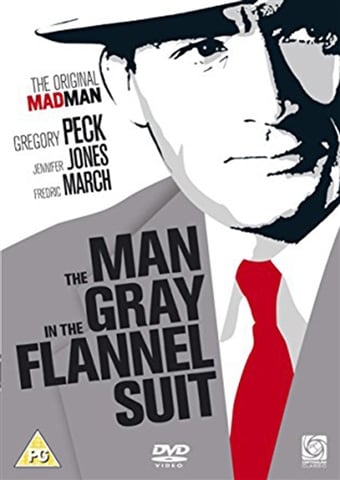 THE ORIGINAL
MADMAN
GREGORY PECK
JENNIFER JONES
FREDRIC MARCH
THE MAN
IN THE GRAY
FLANNEL
SUIT
PG
DVD
VIDEO